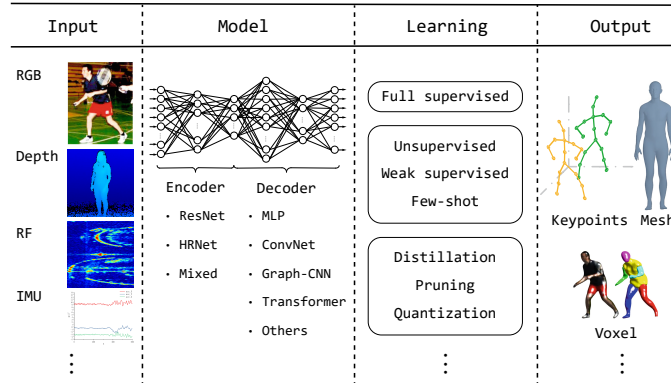 Input
Model
Learning
Output
RGB
Depth
RF
IMU
Encoder
Decoder
· ResNet
· HRNet
· Mixed
· MLP
· ConvNet
· Graph-CNN
· Transformer
· Others
Full supervised
Unsupervised
Weak supervised
Few-shot
Distillation
Pruning
Quantization
Keypoints
Mesh
Voxel